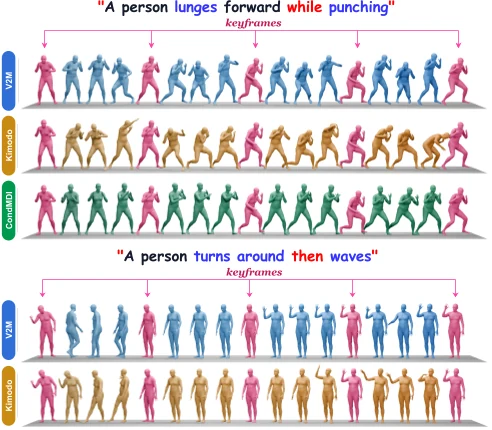 "A person lunges forward while punching"
keyframes
V2M
Kimodo
CondMDI
"A person turns around then waves"
keyframes
V2M
Kimodo